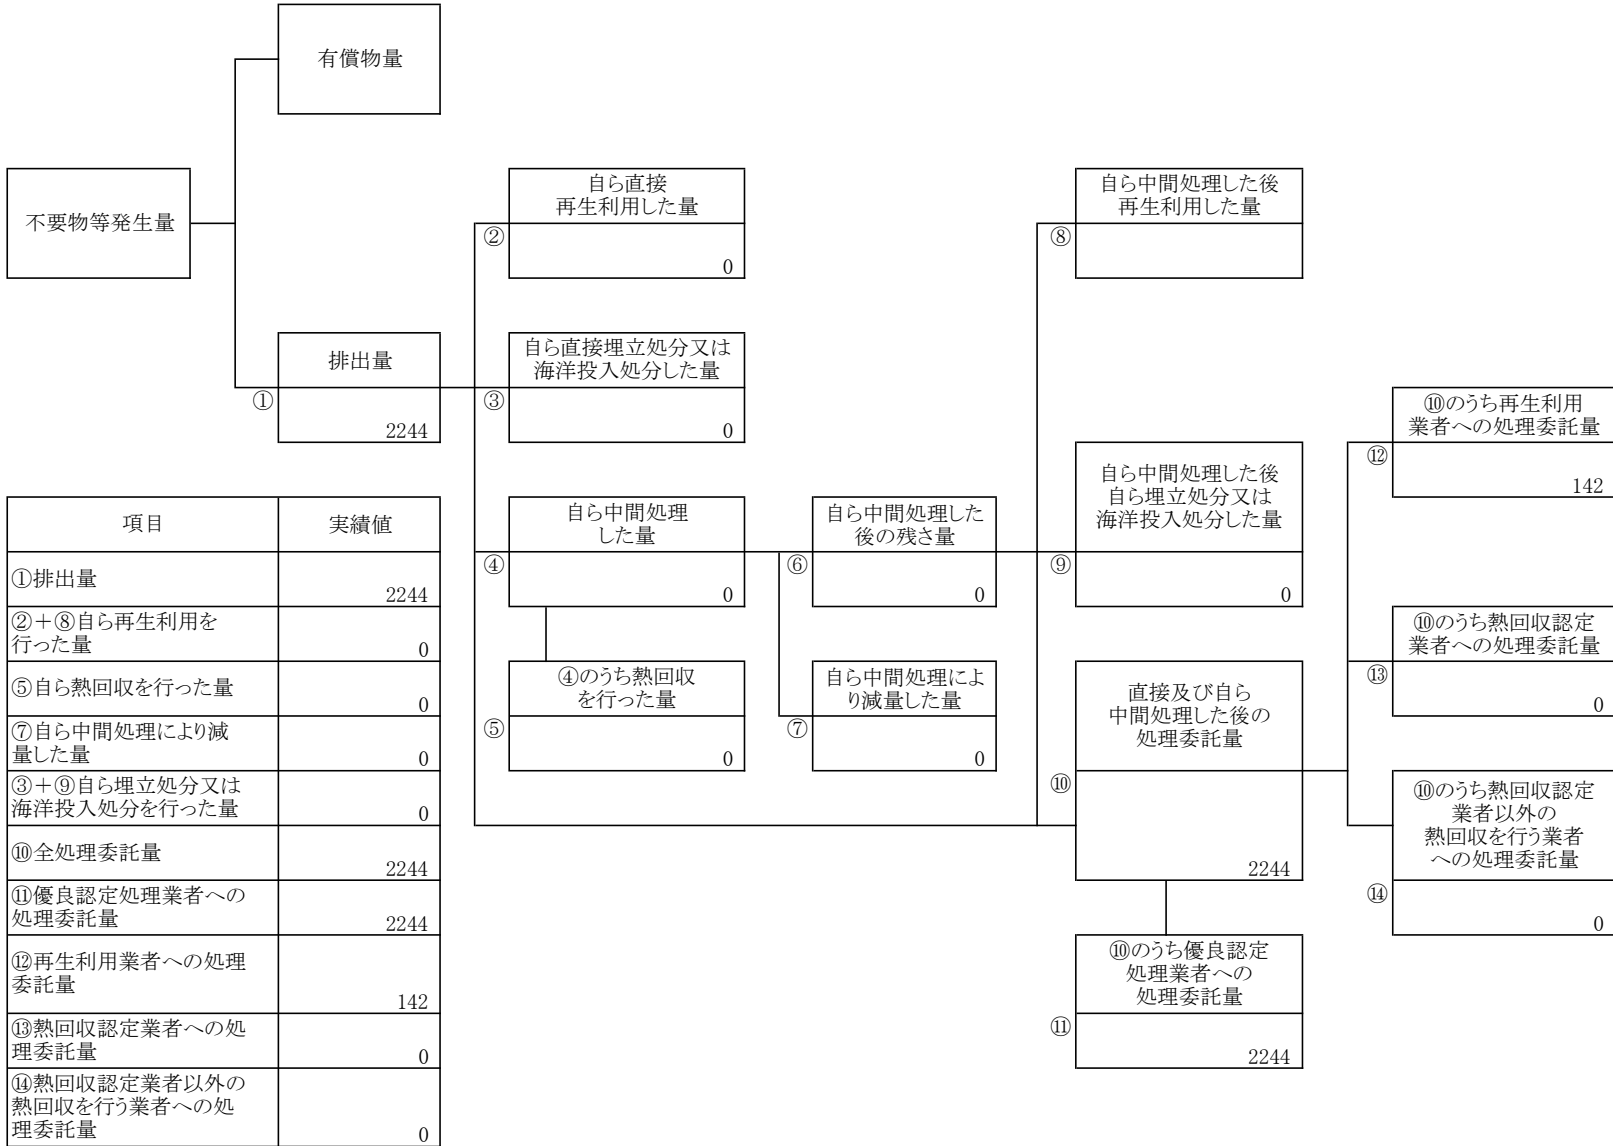 有償物量
不要物等発生量
排出量
①
2244
自ら直接
再生利用した量
②
0
自ら直接埋立処分又は
海洋投入処分した量
③
0
自ら中間処理
した量
④
0
④のうち熱回収
を行った量
⑤
0
自ら中間処理した
後の残さ量
⑥
0
自ら中間処理によ
り減量した量
⑦
0
自ら中間処理した後
再生利用した量
⑧
自ら中間処理した後
自ら埋立処分又は
海洋投入処分した量
⑨
0
直接及び自ら
中間処理した後の
処理委託量
⑩
2244
⑩のうち優良認定
処理業者への
処理委託量
⑪
2244
⑩のうち再生利用
業者への処理委託量
⑫
142
⑩のうち熱回収認定
業者への処理委託量
⑬
0
⑩のうち熱回収認定
業者以外の
熱回収を行う業者
への処理委託量
⑭
0
項目 実績値
①排出量
2244
②+⑧自ら再生利用を
行った量 0
⑤自ら熱回収を行った量
0
⑦自ら中間処理により減
量した量 0
③+⑨自ら埋立処分又は
海洋投入処分を行った量 0
⑩全処理委託量
2244
⑪優良認定処理業者への
処理委託量 2244
⑫再生利用業者への処理
委託量
142
⑬熱回収認定業者への処
理委託量 0
⑭熱回収認定業者以外の
熱回収を行う業者への処
理委託量 0